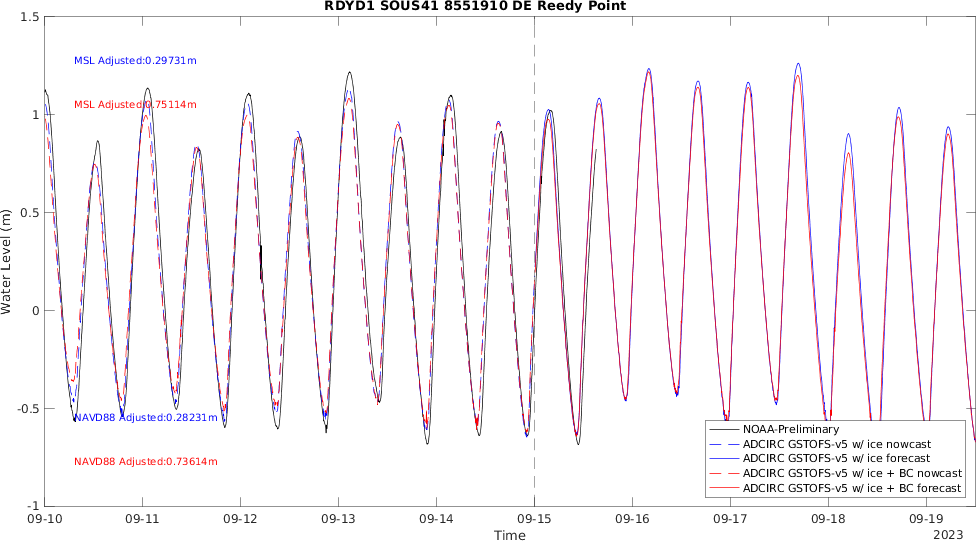 RDYD1 SOUS41 8551910 DE Reedy Point
1.5
1
0.5
0
-0.5
-1
Water Level (m)
MSL Adjusted:0.29731m
MSL Adjusted:0.75114m
NAVD88 Adjusted:0.28231m
NAVD88 Adjusted:0.73614m
NOAA-Preliminary
ADCIRC GSTOFS-v5 w/ ice nowcast
ADCIRC GSTOFS-v5 w/ ice forecast
ADCIRC GSTOFS-v5 w/ ice + BC nowcast
ADCIRC GSTOFS-v5 w/ ice + BC forecast
09-10 09-11 09-12 09-13 09-14 09-15 09-16 09-17 09-18 09-19
Time
2023